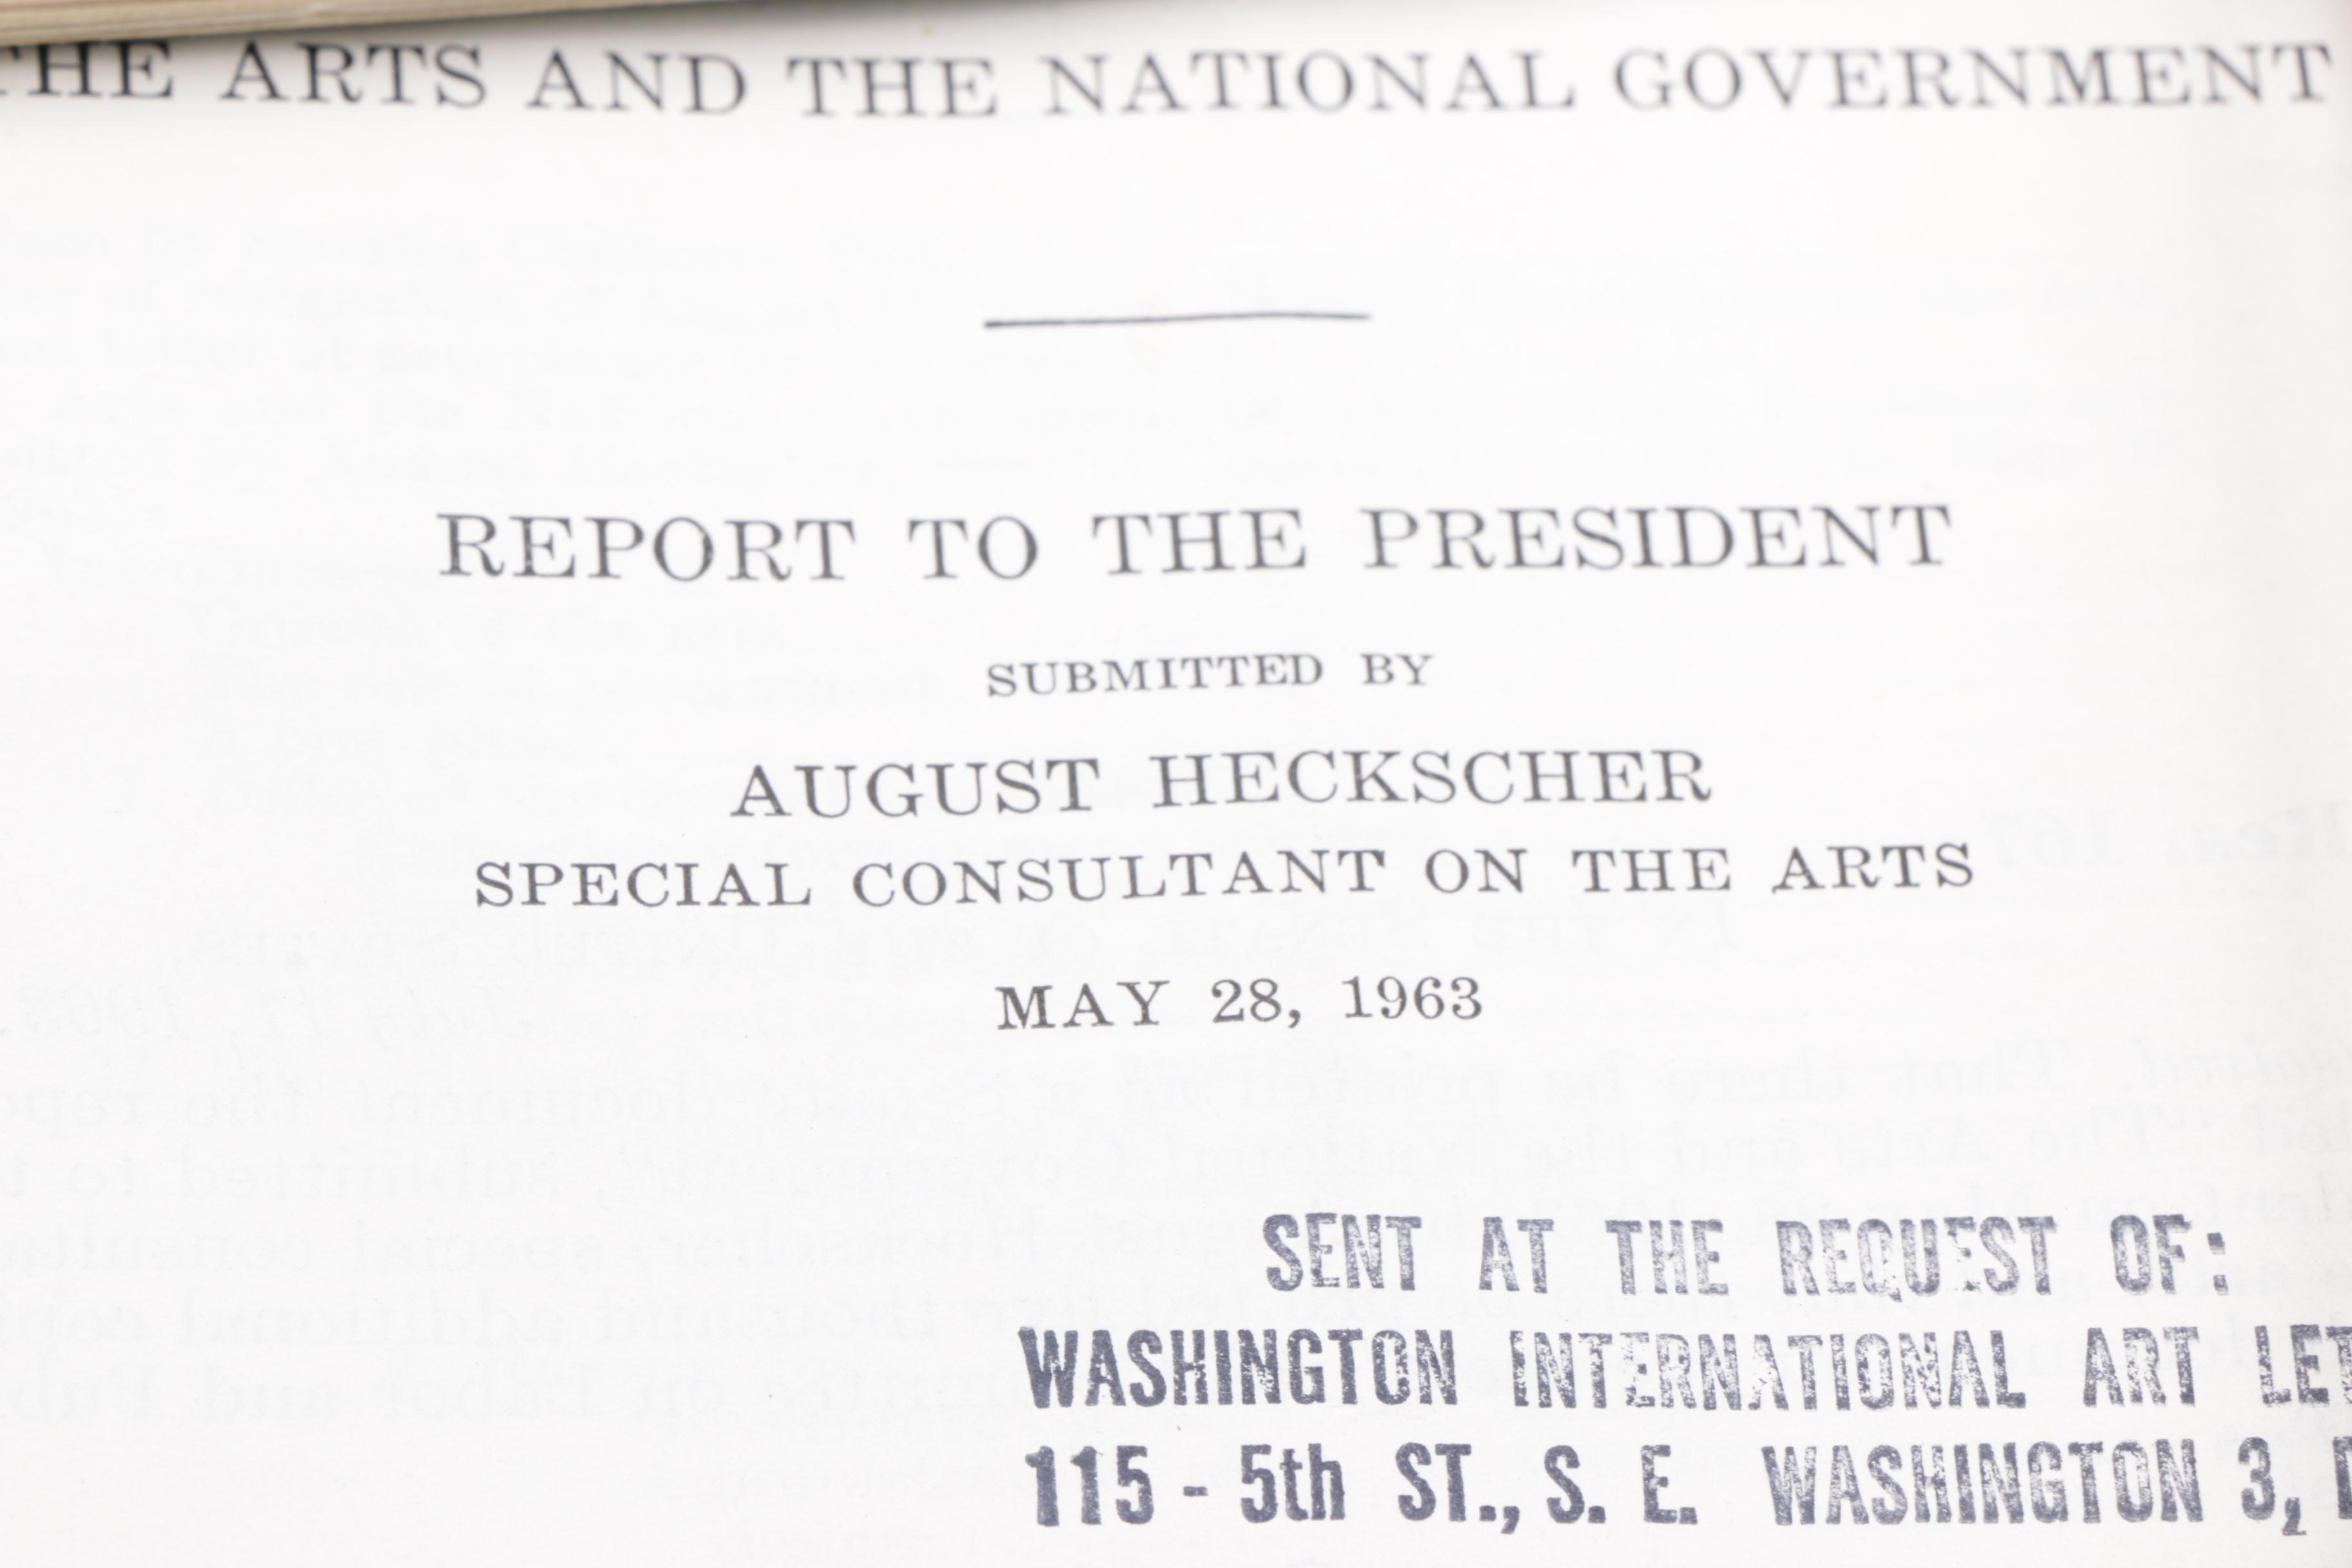 THE ARTS AND THE NATIONAL GOVERNMENT
REPORT TO THE PRESIDENT
SUBMITTED BY
AUGUST HECKSCHER
SPECIAL CONSULTANT ON THE ARTS
MAY 28, 1963
SENT AT THE REQUEST OF:
WASHINGTON INTERNATIONAL ART LET
115 - 5th ST., S. E. WASHINGTON 3, D